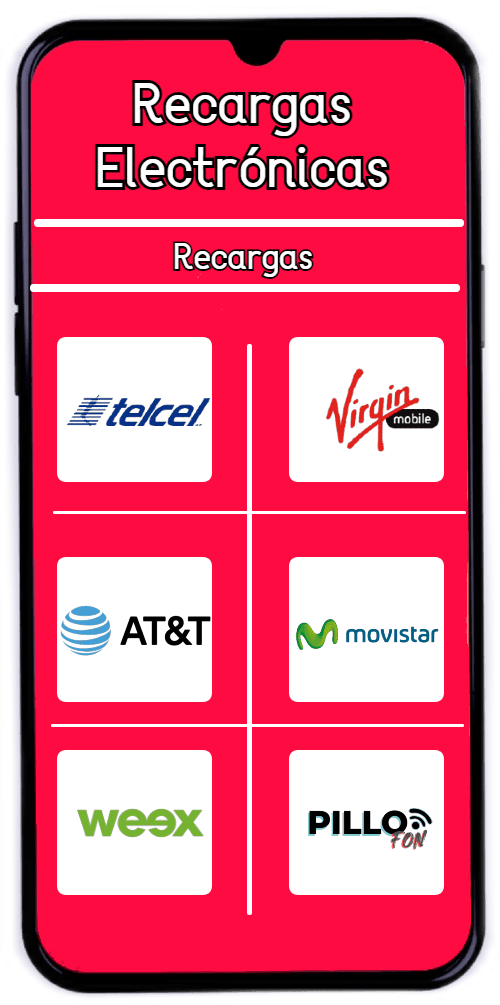 Recargas
Electrónicas
Recargas
telcel
Virgin
mobile
AT&T
movistar
weex
PILLO
FON